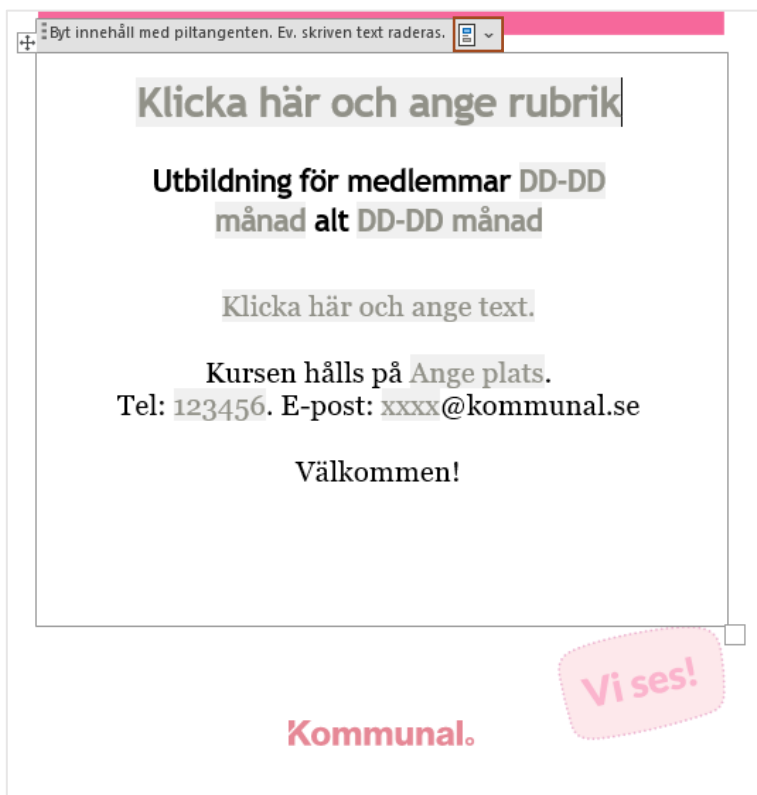 Byt innehåll med piltangenten. Ev. skriven text raderas.
Klicka här och ange rubrik
Utbildning för medlemmar DD-DD
månad alt DD-DD månad
Klicka här och ange text.
Kursen hålls på Ange plats.
Tel: 123456. E-post: xxxx@kommunal.se
Välkommen!
Vi ses!
Kommunal.